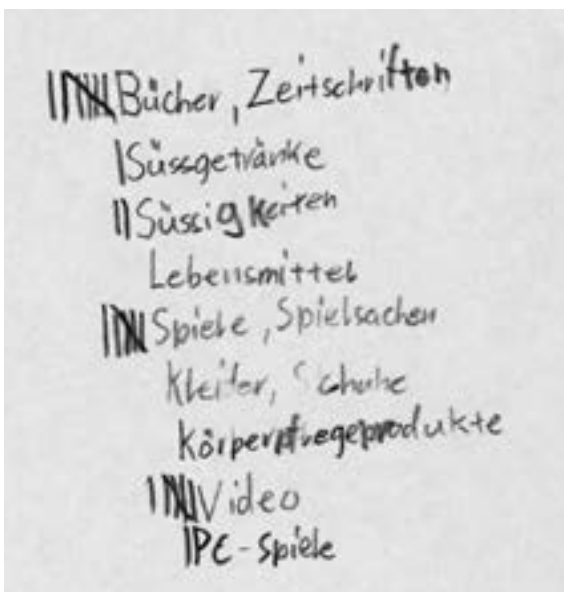 Bücher, Zeitschriften
Süssgetränke
Süssigkeiten
Lebensmittel
Spiele, Spielsachen
Kleider, Schuhe
Körperpflegeprodukte
Video
PC-Spiele